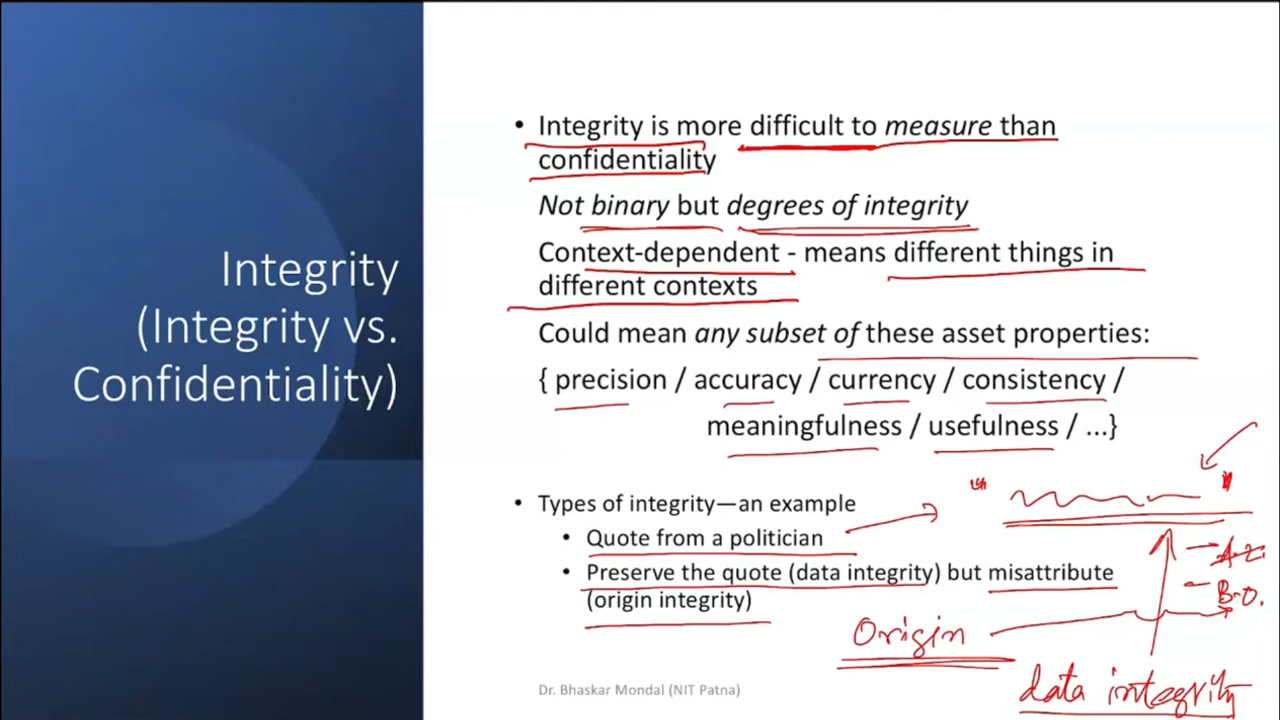 Integrity
(Integrity vs.
Confidentiality)
• Integrity is more difficult to measure than
confidentiality
Not binary but degrees of integrity
Context-dependent - means different things in
different contexts
Could mean any subset of these asset properties:
{ precision / accuracy / currency / consistency /
meaningfulness / usefulness / ...}
• Types of integrity—an example
• Quote from a politician
• Preserve the quote (data integrity) but misattribute
(origin integrity)
B.O.
Origin
data integrity
Dr. Bhaskar Mondal (NIT Patna)